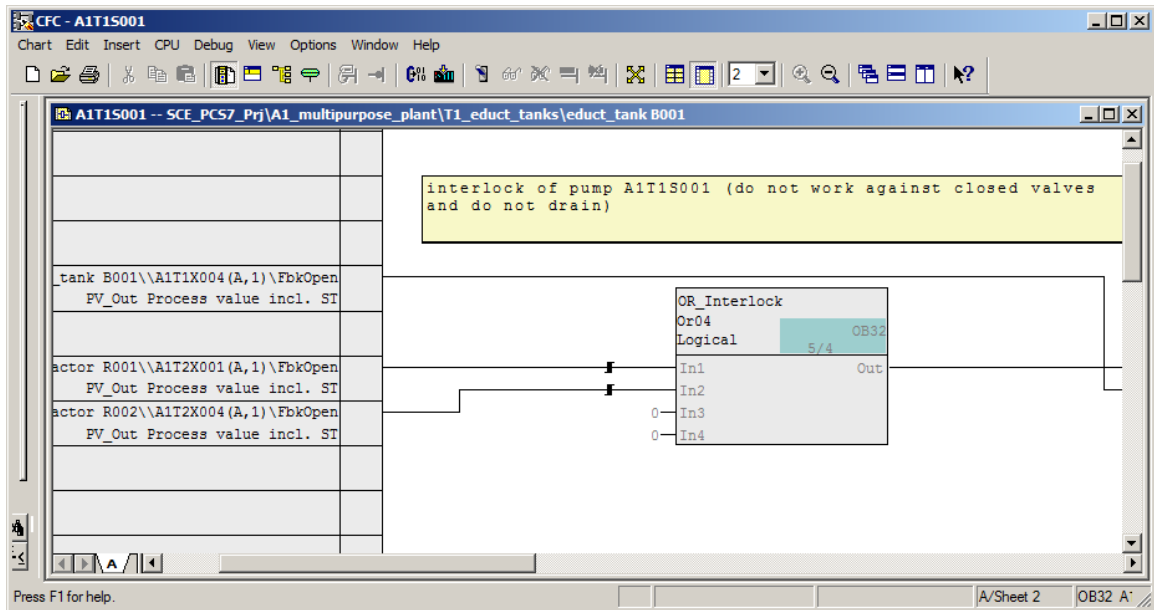 CFC - A1T1S001
Chart Edit Insert CPU Debug View Options Window Help
2
A1T1S001 -- SCE_PCS7_Prj\A1_multipurpose_plant\T1_educt_tanks\educt_tank B001
interlock of pump A1T1S001 (do not work against closed valves
and do not drain)
_tank B001\\A1T1X004(A,1)\FbkOpen
PV_Out Process value incl. ST
OR_Interlock
Or04
Logical
OB32
5/4
actor R001\\A1T2X001(A,1)\FbkOpen
PV_Out Process value incl. ST
actor R002\\A1T2X004(A,1)\FbkOpen
PV_Out Process value incl. ST
In1
Out
In2
0
In3
0
In4
A
Press F1 for help.
A/Sheet 2
OB32 A